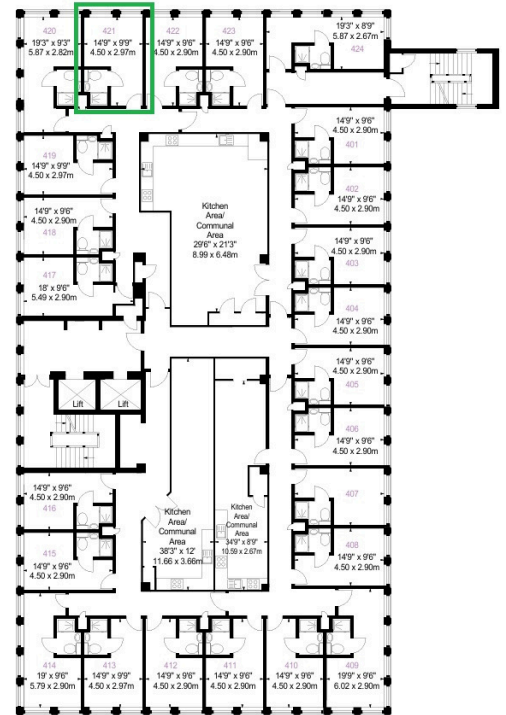 420
19'3" x 9'3"
5.87 x 2.82m
421
14'9" x 9'9"
4.50 x 2.97m
422
14'9" x 9'6"
4.50 x 2.90m
423
14'9" x 9'6"
4.50 x 2.90m
19'3" x 8'9"
5.87 x 2.67m
424
14'9" x 9'6"
4.50 x 2.90m
401
419
14'9" x 9'9"
4.50 x 2.97m
402
14'9" x 9'6"
4.50 x 2.90m
14'9" x 9'6"
4.50 x 2.90m
418
Kitchen
Area/
Communal
Area
29'6" x 21'3"
8.99 x 6.48m
14'9" x 9'6"
4.50 x 2.90m
403
417
18' x 9'6"
5.49 x 2.90m
404
14'9" x 9'6"
4.50 x 2.90m
14'9" x 9'6"
4.50 x 2.90m
405
Lift
Lift
406
14'9" x 9'6"
4.50 x 2.90m
14'9" x 9'6"
4.50 x 2.90m
416
407
14'9" x 9'6"
4.50 x 2.90m
Kitchen
Area/
Communal
Area
38'3" x 12'
11.66 x 3.66m
Kitchen
Area/
Communal
Area
34'9" x 8'9"
10.59 x 2.67m
415
14'9" x 9'6"
4.50 x 2.90m
408
14'9" x 9'6"
4.50 x 2.90m
414
19' x 9'6"
5.79 x 2.90m
413
14'9" x 9'9"
4.50 x 2.97m
412
14'9" x 9'6"
4.50 x 2.90m
411
14'9" x 9'6"
4.50 x 2.90m
410
14'9" x 9'6"
4.50 x 2.90m
409
19'9" x 9'6"
6.02 x 2.90m